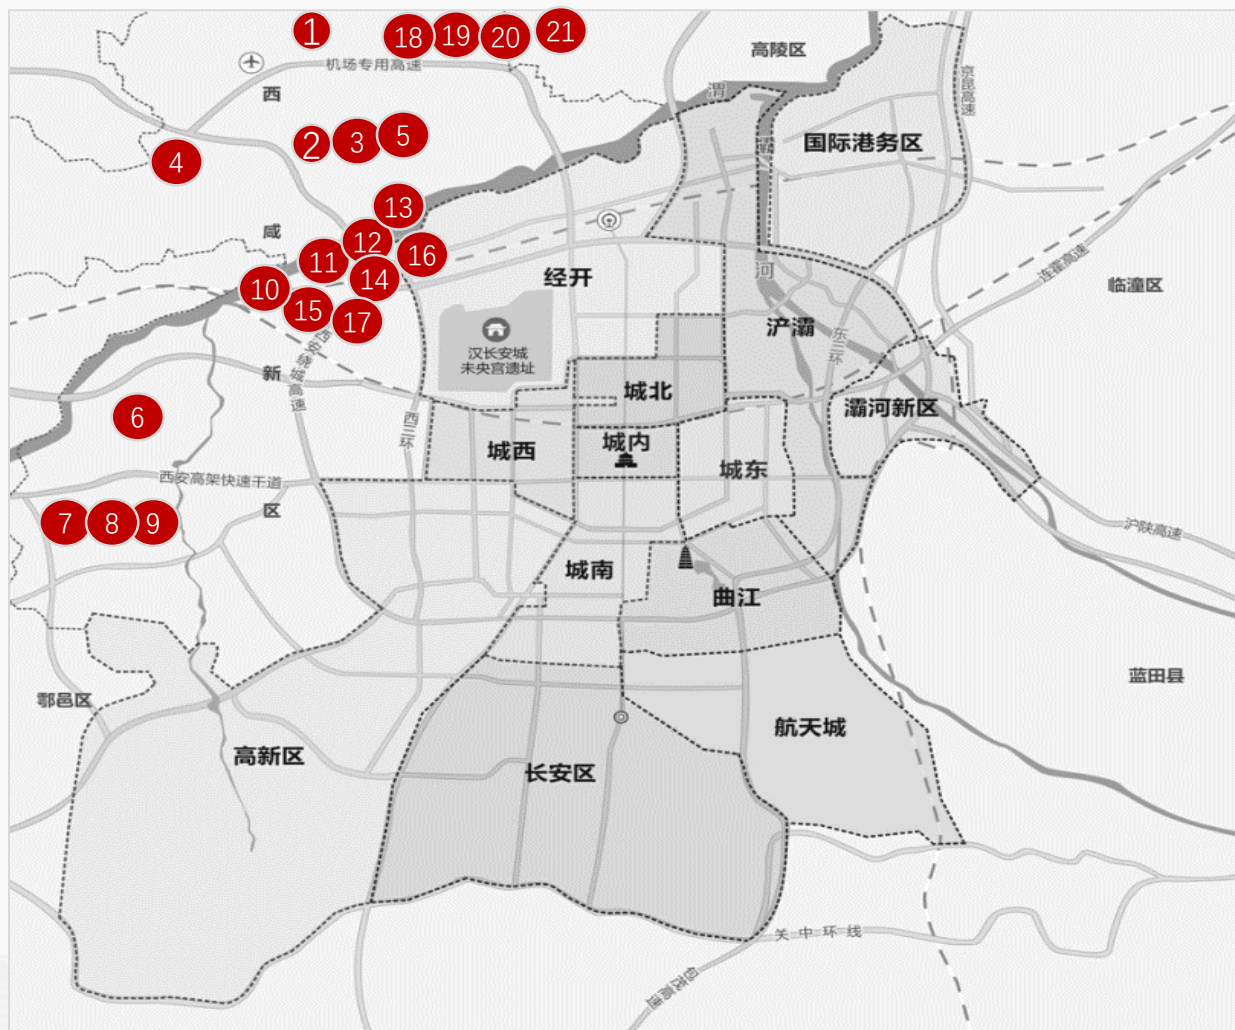 1
18
19
20
21
高陵区
机场专用高速
京昆高速
西
渭
2
3
5
4
灞
国际港务区
13
咸
12
16
11
14
河
连霍高速
经开
临潼区
10
15
17
浐灞
东三环
西安绕城高速
汉长安城
未央宫遗址
新
城北
6
西三环
灞河新区
城西
城内
城东
西安高架快速干道
区
7
8
9
沪陕高速
城南
曲江
蓝田县
鄠邑区
航天城
高新区
长安区
关中环线
包茂高速